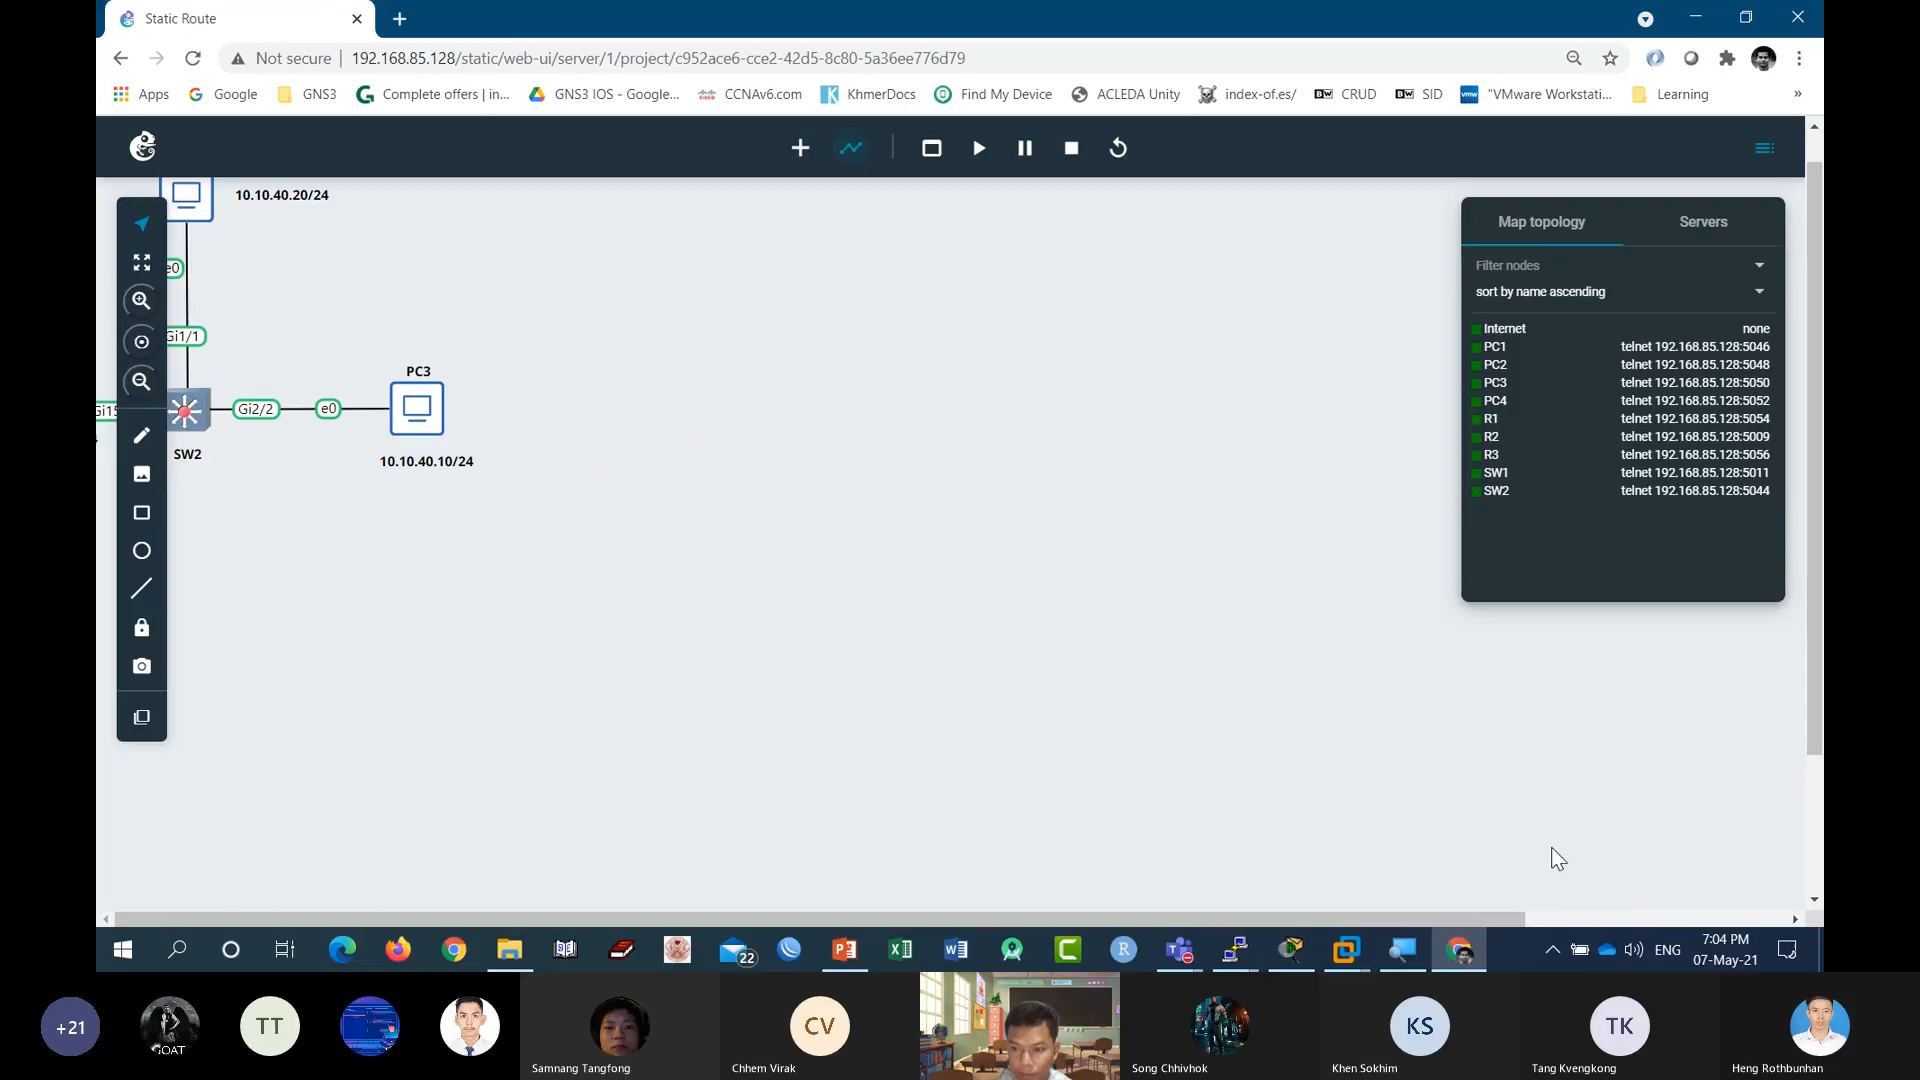 Static Route
Not secure
192.168.85.128/static/web-ui/server/1/project/c952ace6-cce2-42d5-8c80-5a36ee776d79
Apps
Google
GNS3
Complete offers | in...
GNS3 IOS - Google...
CCNAv6.com
KhmerDocs
Find My Device
ACLEDA Unity
index-of.es/
BW CRUD
BW SID
vmw "VMware Workstati...
Learning
»
10.10.40.20/24
e0
Gi1/1
PC3
Gi15
Gi2/2
e0
SW2
10.10.40.10/24
Map topology
Servers
Filter nodes
sort by name ascending
Internet none
PC1 telnet 192.168.85.128:5046
PC2 telnet 192.168.85.128:5048
PC3 telnet 192.168.85.128:5050
PC4 telnet 192.168.85.128:5052
R1 telnet 192.168.85.128:5054
R2 telnet 192.168.85.128:5009
R3 telnet 192.168.85.128:5056
SW1 telnet 192.168.85.128:5011
SW2 telnet 192.168.85.128:5044
22
ENG
7:04 PM
07-May-21
+21
GOAT
TT
Samnang Tangfong
CV
Chhem Virak
Song Chhivhok
KS
Khen Sokhim
TK
Tang Kvengkong
Heng Rothbunhan